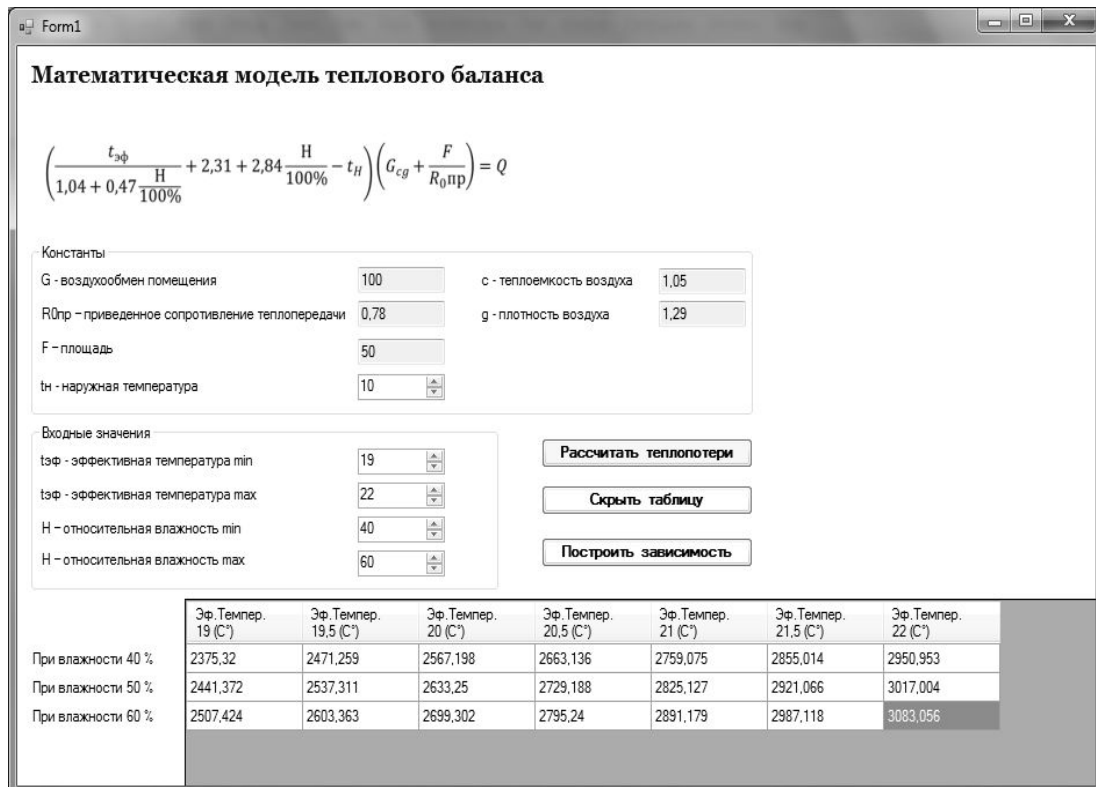 Form1
Математическая модель теплового баланса
(tэф / (1,04 + 0,47 H/100%) + 2,31 + 2,84 H/100% − tH)(Gcg + F/R0пр) = Q
Константы
G - воздухообмен помещения 100 c - теплоемкость воздуха 1,05
R0пр – приведенное сопротивление теплопередачи 0,78 g - плотность воздуха 1,29
F – площадь 50
tн - наружная температура 10
Входные значения
tэф - эффективная температура min 19
tэф - эффективная температура max 22
H – относительная влажность min 40
H – относительная влажность max 60
Рассчитать теплопотери
Скрыть таблицу
Построить зависимость
Эф.Темпер. Эф.Темпер. Эф.Темпер. Эф.Темпер. Эф.Темпер. Эф.Темпер. Эф.Темпер.
19 (C°) 19,5 (C°) 20 (C°) 20,5 (C°) 21 (C°) 21,5 (C°) 22 (C°)
При влажности 40 % 2375,32 2471,259 2567,198 2663,136 2759,075 2855,014 2950,953
При влажности 50 % 2441,372 2537,311 2633,25 2729,188 2825,127 2921,066 3017,004
При влажности 60 % 2507,424 2603,363 2699,302 2795,24 2891,179 2987,118 3083,056